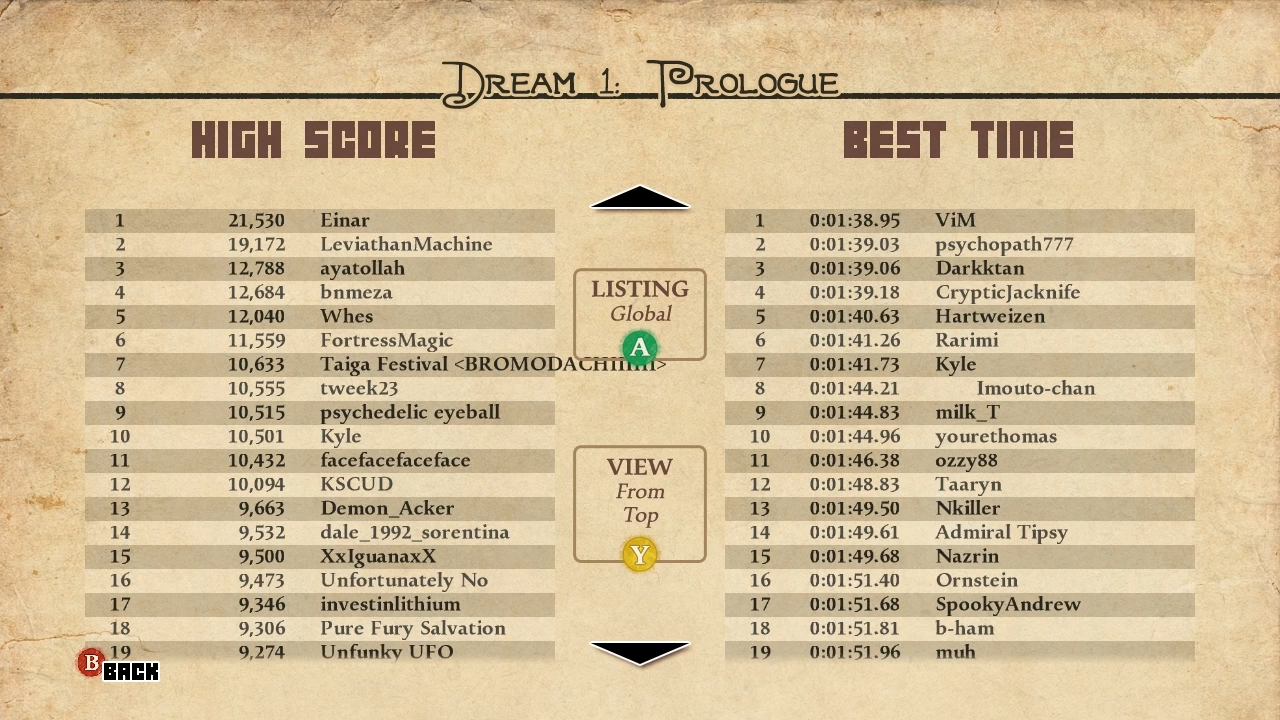 Dream 1: Prologue
HIGH SCORE
1 21,530 Einar
2 19,172 LeviathanMachine
3 12,788 ayatollah
4 12,684 bnmeza
5 12,040 Whes
6 11,559 FortressMagic
7 10,633 Taiga Festival <BROMODACHI
8 10,555 tweek23
9 10,515 psychedelic eyeball
10 10,501 Kyle
11 10,432 facefacefaceface
12 10,094 KSCUD
13 9,663 Demon_Acker
14 9,532 dale_1992_sorentina
15 9,500 XxIguanaxX
16 9,473 Unfortunately No
17 9,346 investinlithium
18 9,306 Pure Fury Salvation
19 9,274 Unfunky UFO
LISTING
Global
A
VIEW
From
Top
Y
BEST TIME
1 0:01:38.95 ViM
2 0:01:39.03 psychopath777
3 0:01:39.06 Darkktan
4 0:01:39.18 CrypticJacknife
5 0:01:40.63 Hartweizen
6 0:01:41.26 Rarimi
7 0:01:41.73 Kyle
8 0:01:44.21 Imouto-chan
9 0:01:44.83 milk_T
10 0:01:44.96 yourethomas
11 0:01:46.38 ozzy88
12 0:01:48.83 Taaryn
13 0:01:49.50 Nkiller
14 0:01:49.61 Admiral Tipsy
15 0:01:49.68 Nazrin
16 0:01:51.40 Ornstein
17 0:01:51.68 SpookyAndrew
18 0:01:51.81 b-ham
19 0:01:51.96 muh
B BACK